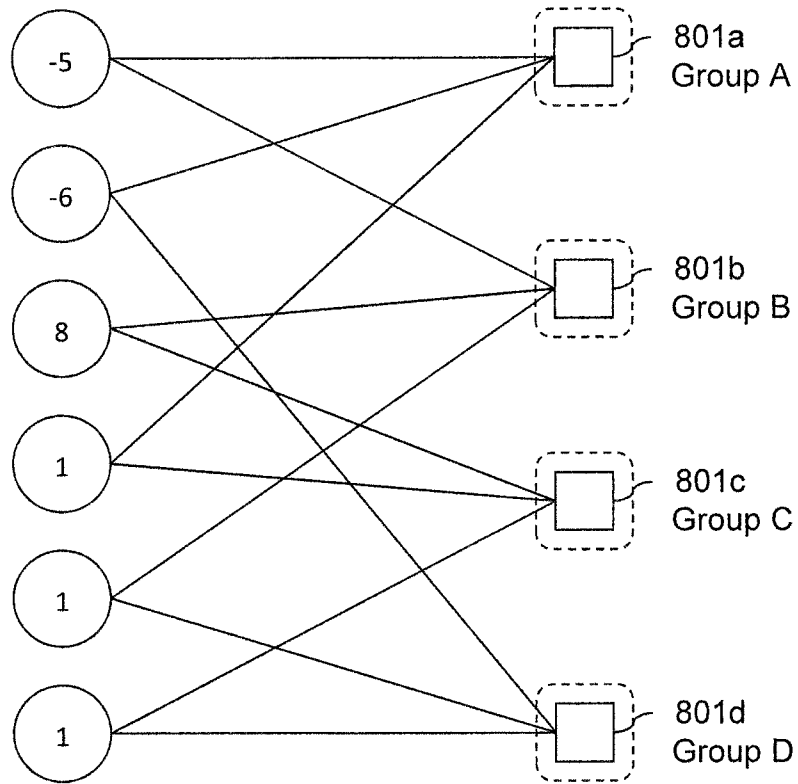 -5
801a
Group A
-6
801b
Group B
8
1
801c
Group C
1
1
801d
Group D